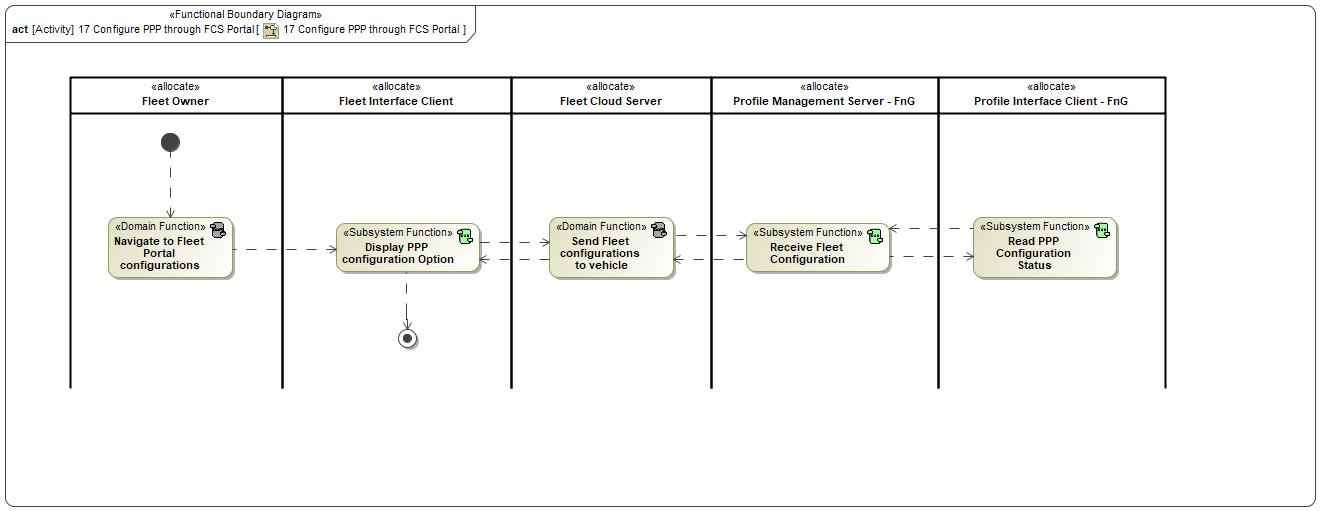 «Functional Boundary Diagram»
act [Activity] 17 Configure PPP through FCS Portal[ 17 Configure PPP through FCS Portal ]
«allocate»
Fleet Owner
«allocate»
Fleet Interface Client
«allocate»
Fleet Cloud Server
«allocate»
Profile Management Server - FnG
«allocate»
Profile Interface Client - FnG
«Domain Function»
Navigate to Fleet
Portal
configurations
«Subsystem Function»
Display PPP
configuration Option
«Domain Function»
Send Fleet
configurations
to vehicle
«Subsystem Function»
Receive Fleet
Configuration
«Subsystem Function»
Read PPP
Configuration
Status